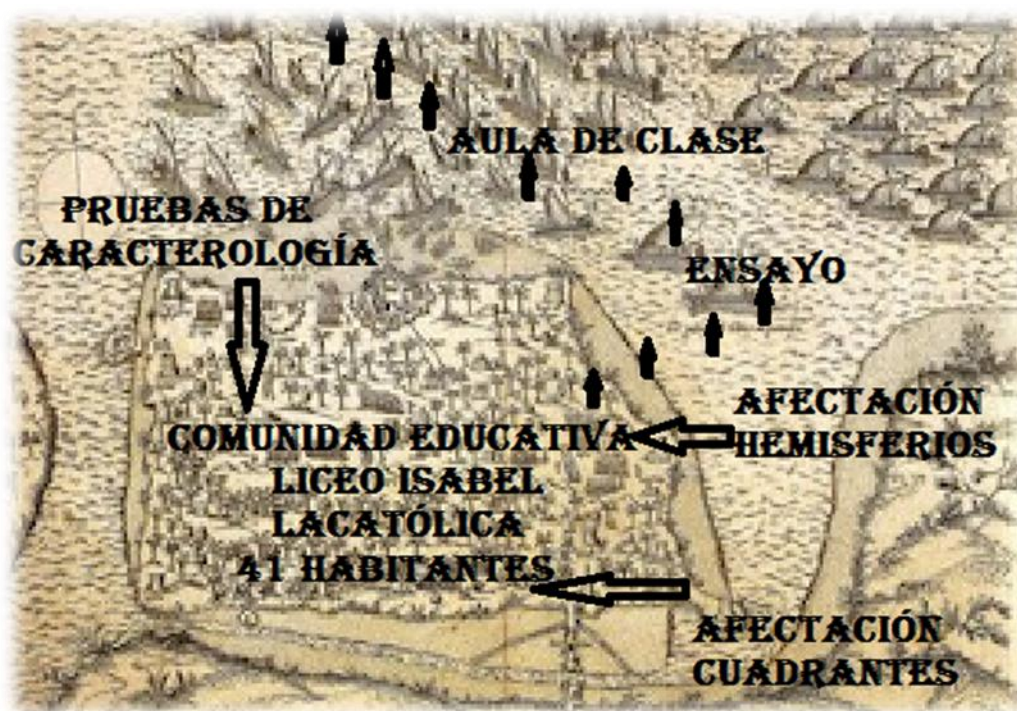 AULA DE CLASE
PRUEBAS DE
CARACTEROLOGÍA
ENSAYO
AFECTACIÓN
HEMISFERIOS
COMUNIDAD EDUCATIVA
LICEO ISABEL
LACATÓLICA
41 HABITANTES
AFECTACIÓN
CUADRANTES